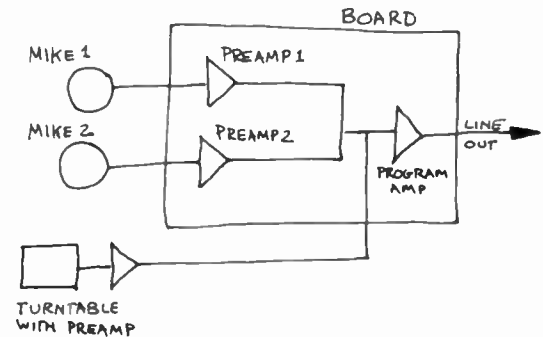 BOARD
MIKE 1
PREAMP 1
MIKE 2
PREAMP 2
LINE
OUT
PROGRAM
AMP
TURNTABLE
WITH PREAMP